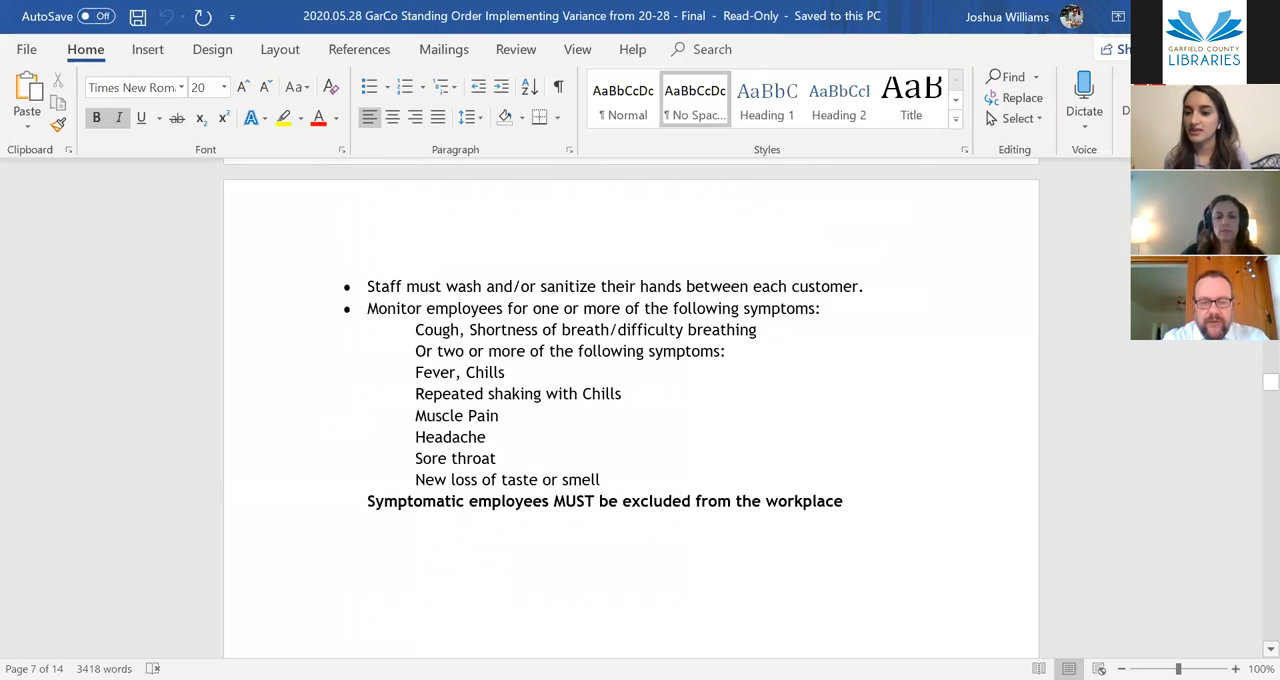 AutoSave Off
2020.05.28 GarCo Standing Order Implementing Variance from 20-28 - Final - Read-Only - Saved to this PC
Joshua Williams
File Home Insert Design Layout References Mailings Review View Help Search
GARFIELD COUNTY
LIBRARIES
Paste
Clipboard
Times New Rom 20
Aa
B I U ab x₂ x²
Font
Paragraph
AaBbCcDc AaBbCcDc AaBbC AaBbCcI AaB
¶ Normal ¶ No Spac... Heading 1 Heading 2 Title
Styles
Find
Replace
Select
Editing
Dictate
Voice
• Staff must wash and/or sanitize their hands between each customer.
• Monitor employees for one or more of the following symptoms:
Cough, Shortness of breath/difficulty breathing
Or two or more of the following symptoms:
Fever, Chills
Repeated shaking with Chills
Muscle Pain
Headache
Sore throat
New loss of taste or smell
Symptomatic employees MUST be excluded from the workplace
Page 7 of 14 3418 words
100%